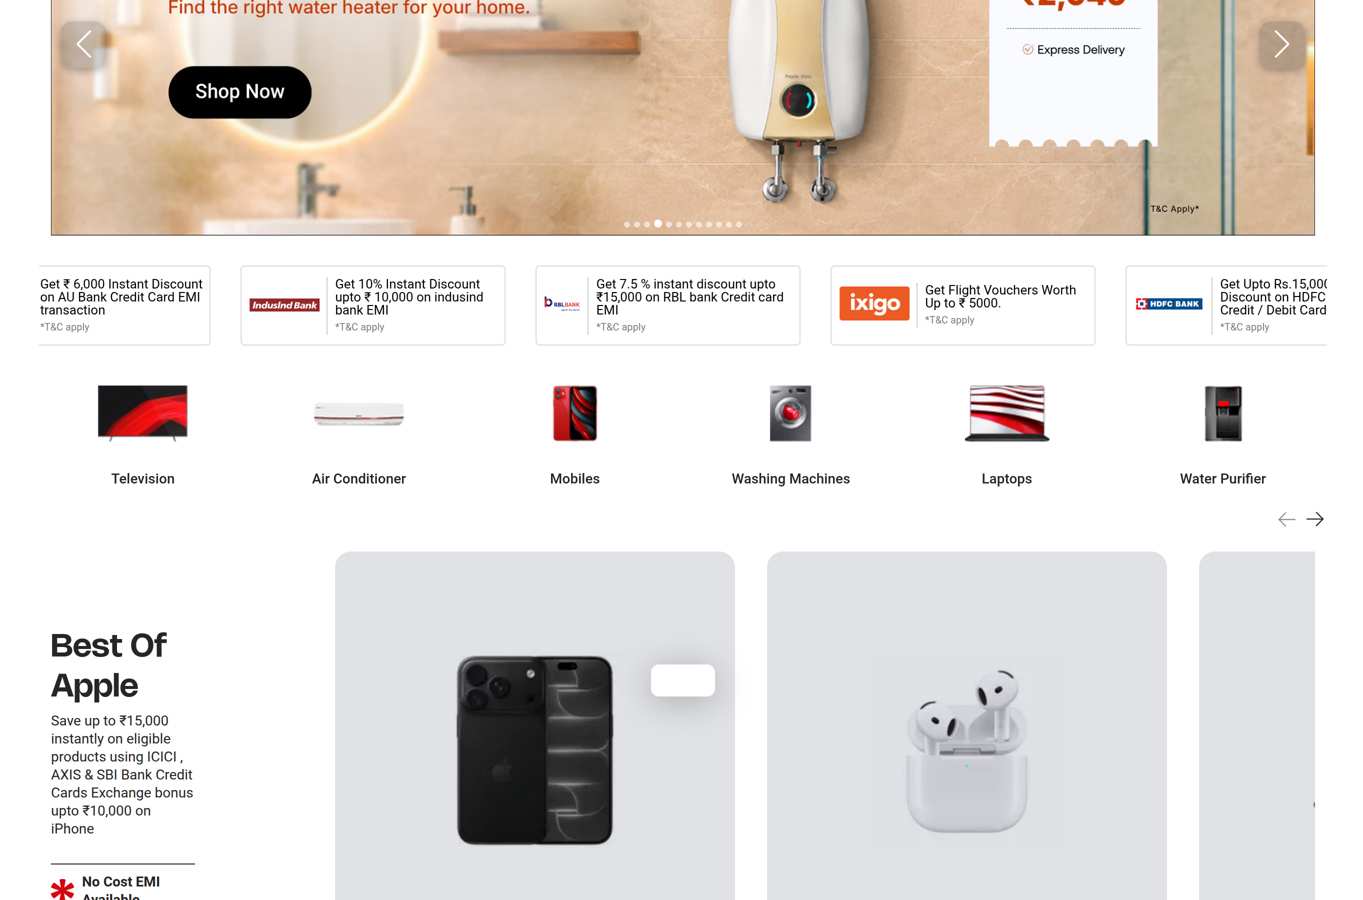 Find the right water heater for your home.
Shop Now
Express Delivery
T&C Apply*
Get ₹ 6,000 Instant Discount
on AU Bank Credit Card EMI
transaction
*T&C apply
IndusInd Bank
Get 10% Instant Discount
upto ₹ 10,000 on indusind
bank EMI
*T&C apply
RBLBANK
Get 7.5 % instant discount upto
₹15,000 on RBL bank Credit card
EMI
*T&C apply
ixigo
Get Flight Vouchers Worth
Up to ₹ 5000.
*T&C apply
HDFC BANK
Get Upto Rs.15,000
Discount on HDFC
Credit / Debit Card
*T&C apply
Television
Air Conditioner
Mobiles
Washing Machines
Laptops
Water Purifier
Best Of
Apple
Save up to ₹15,000
instantly on eligible
products using ICICI ,
AXIS & SBI Bank Credit
Cards Exchange bonus
upto ₹10,000 on
iPhone
No Cost EMI
Available